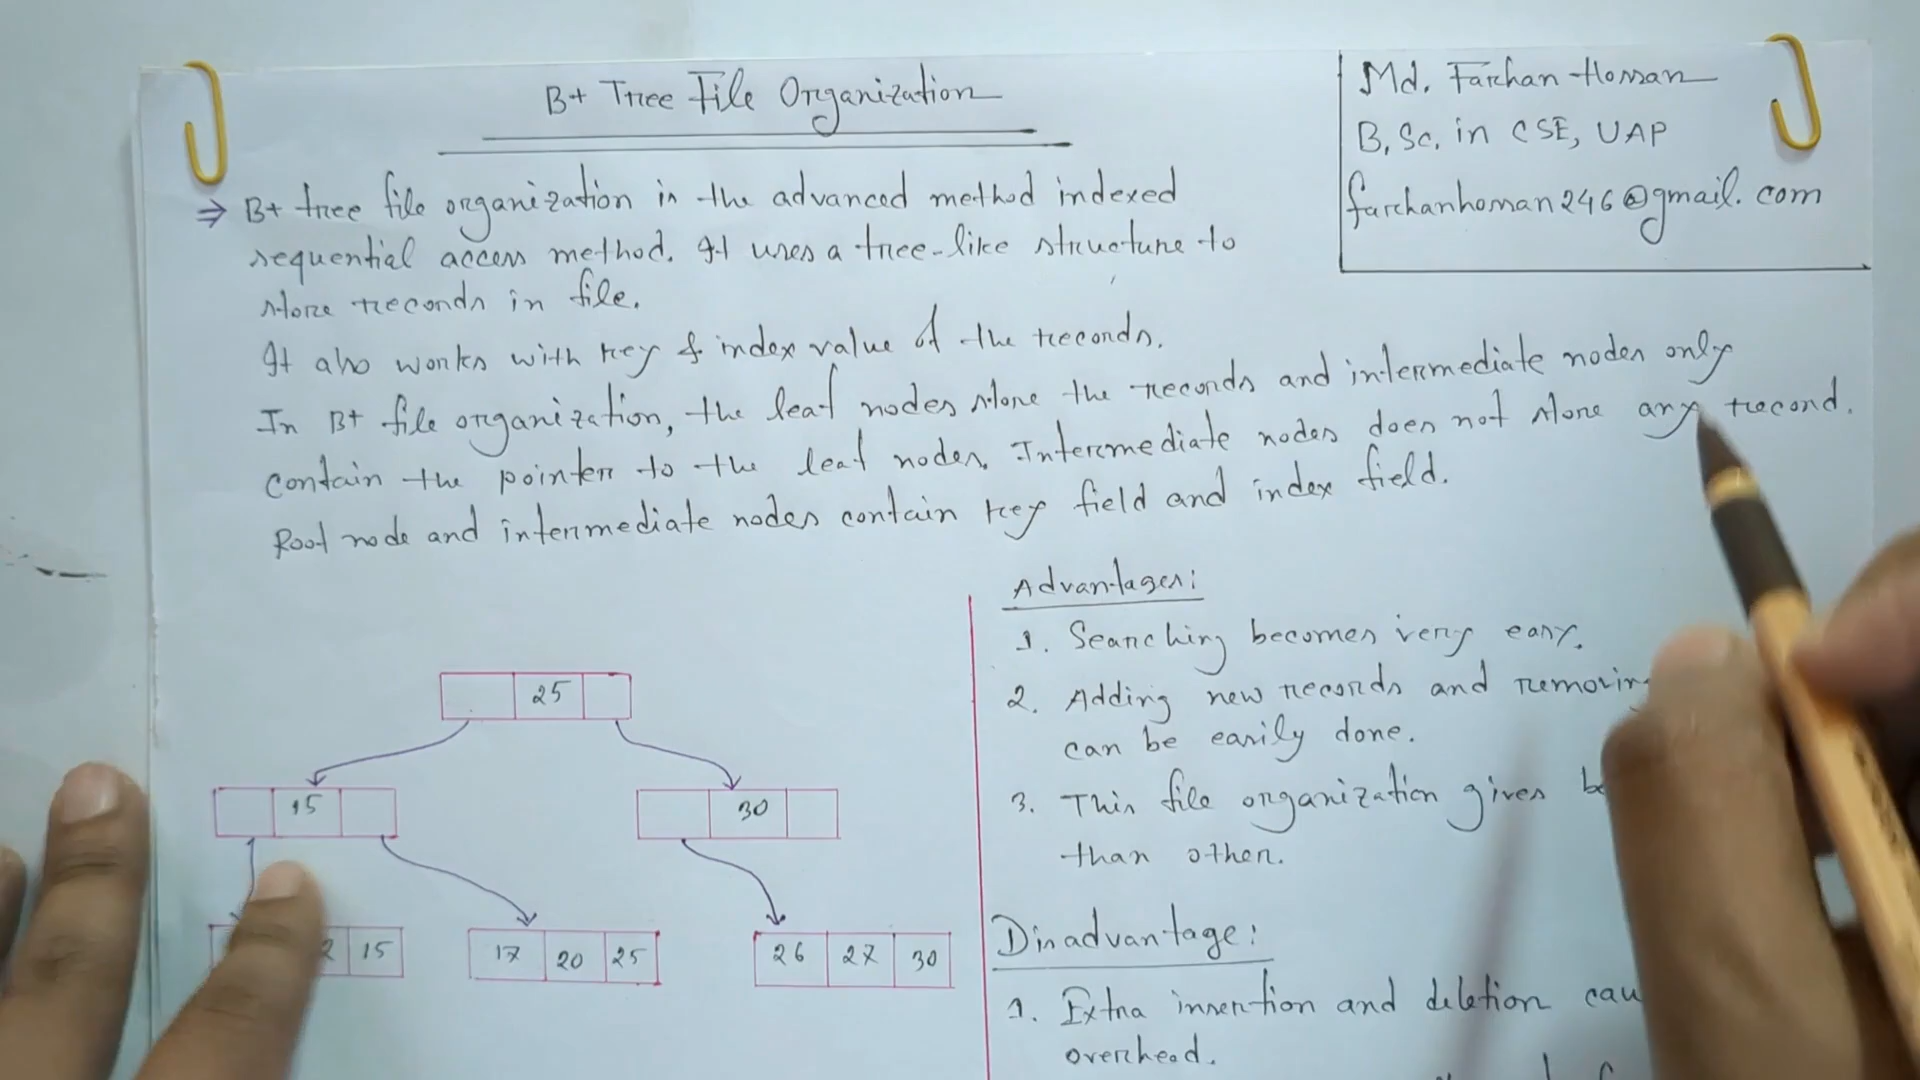 B+ Tree File Organization
Md. Farhan Hossan
B.Sc. in CSE, UAP
⇒ B+ tree file organization is the advanced method indexed
sequential access method. It uses a tree-like structure to
store records in file.
It also works with key & index value of the records.
In B+ file organization, the leaf nodes store the records and intermediate nodes only
contain the pointer to the leaf nodes. Intermediate nodes does not store any record.
Root node and intermediate nodes contain key field and index field.
25
15
30
15
17 20 25
26 27 30
Advantages:
1. Searching becomes very easy.
2. Adding new records and removing
can be easily done.
3. This file organization gives
than other.
Disadvantage:
1. Extra insertion and deletion
overhead.